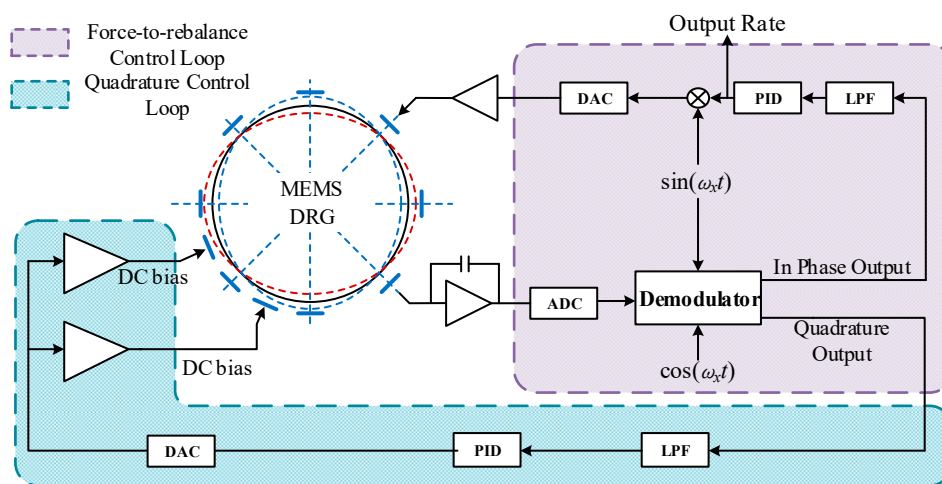 Force-to-rebalance
Control Loop
Quadrature Control
Loop
Output Rate
DAC
PID
LPF
MEMS
DRG
sin(ωₓt)
DC bias
ADC
Demodulator
In Phase Output
Quadrature
Output
DC bias
cos(ωₓt)
DAC
PID
LPF